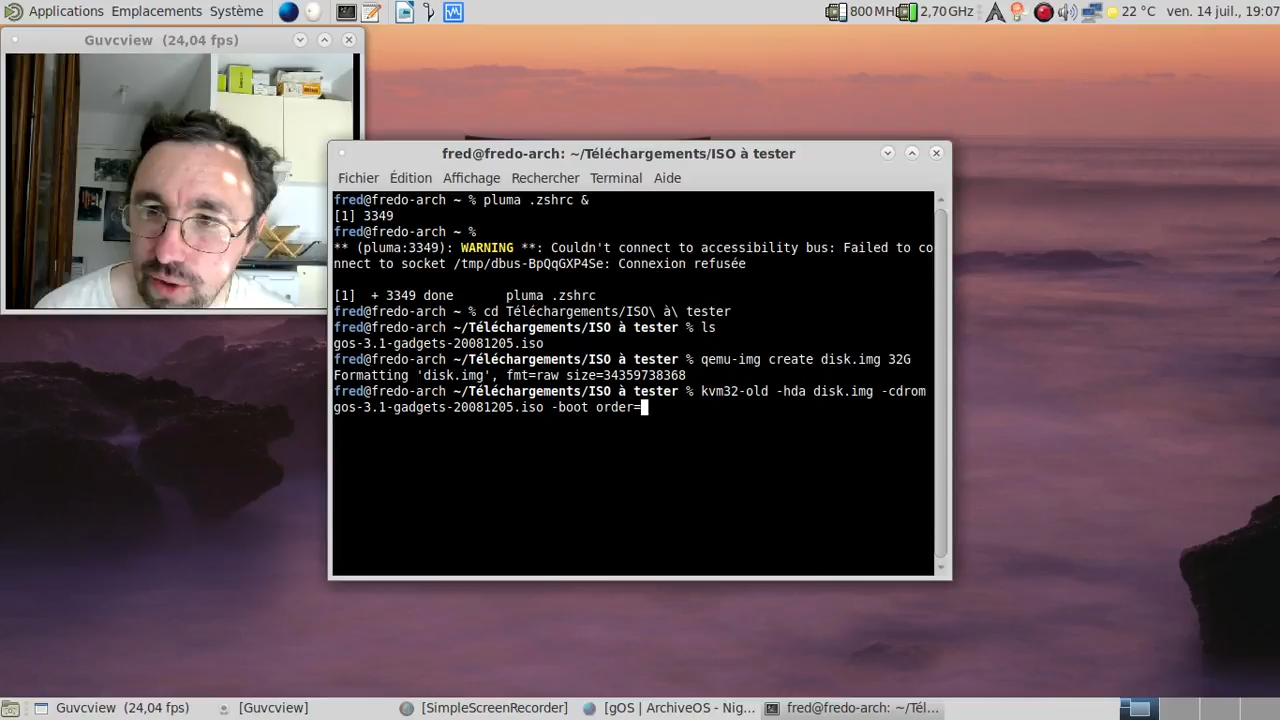 Applications Emplacements Système
800 MHz 2,70 GHz 22 °C ven. 14 juil., 19:07
Guvcview (24,04 fps)
fred@fredo-arch: ~/Téléchargements/ISO à tester
Fichier Édition Affichage Rechercher Terminal Aide
fred@fredo-arch ~ % pluma .zshrc &
[1] 3349
fred@fredo-arch ~ %
** (pluma:3349): WARNING **: Couldn't connect to accessibility bus: Failed to co
nnect to socket /tmp/dbus-BpQqGXP4Se: Connexion refusée
[1] + 3349 done pluma .zshrc
fred@fredo-arch ~ % cd Téléchargements/ISO\ à\ tester
fred@fredo-arch ~/Téléchargements/ISO à tester % ls
gos-3.1-gadgets-20081205.iso
fred@fredo-arch ~/Téléchargements/ISO à tester % qemu-img create disk.img 32G
Formatting 'disk.img', fmt=raw size=34359738368
fred@fredo-arch ~/Téléchargements/ISO à tester % kvm32-old -hda disk.img -cdrom
gos-3.1-gadgets-20081205.iso -boot order=
Guvcview (24,04 fps) [Guvcview] [SimpleScreenRecorder] [gOS | ArchiveOS - Nig... fred@fredo-arch: ~/Tél...